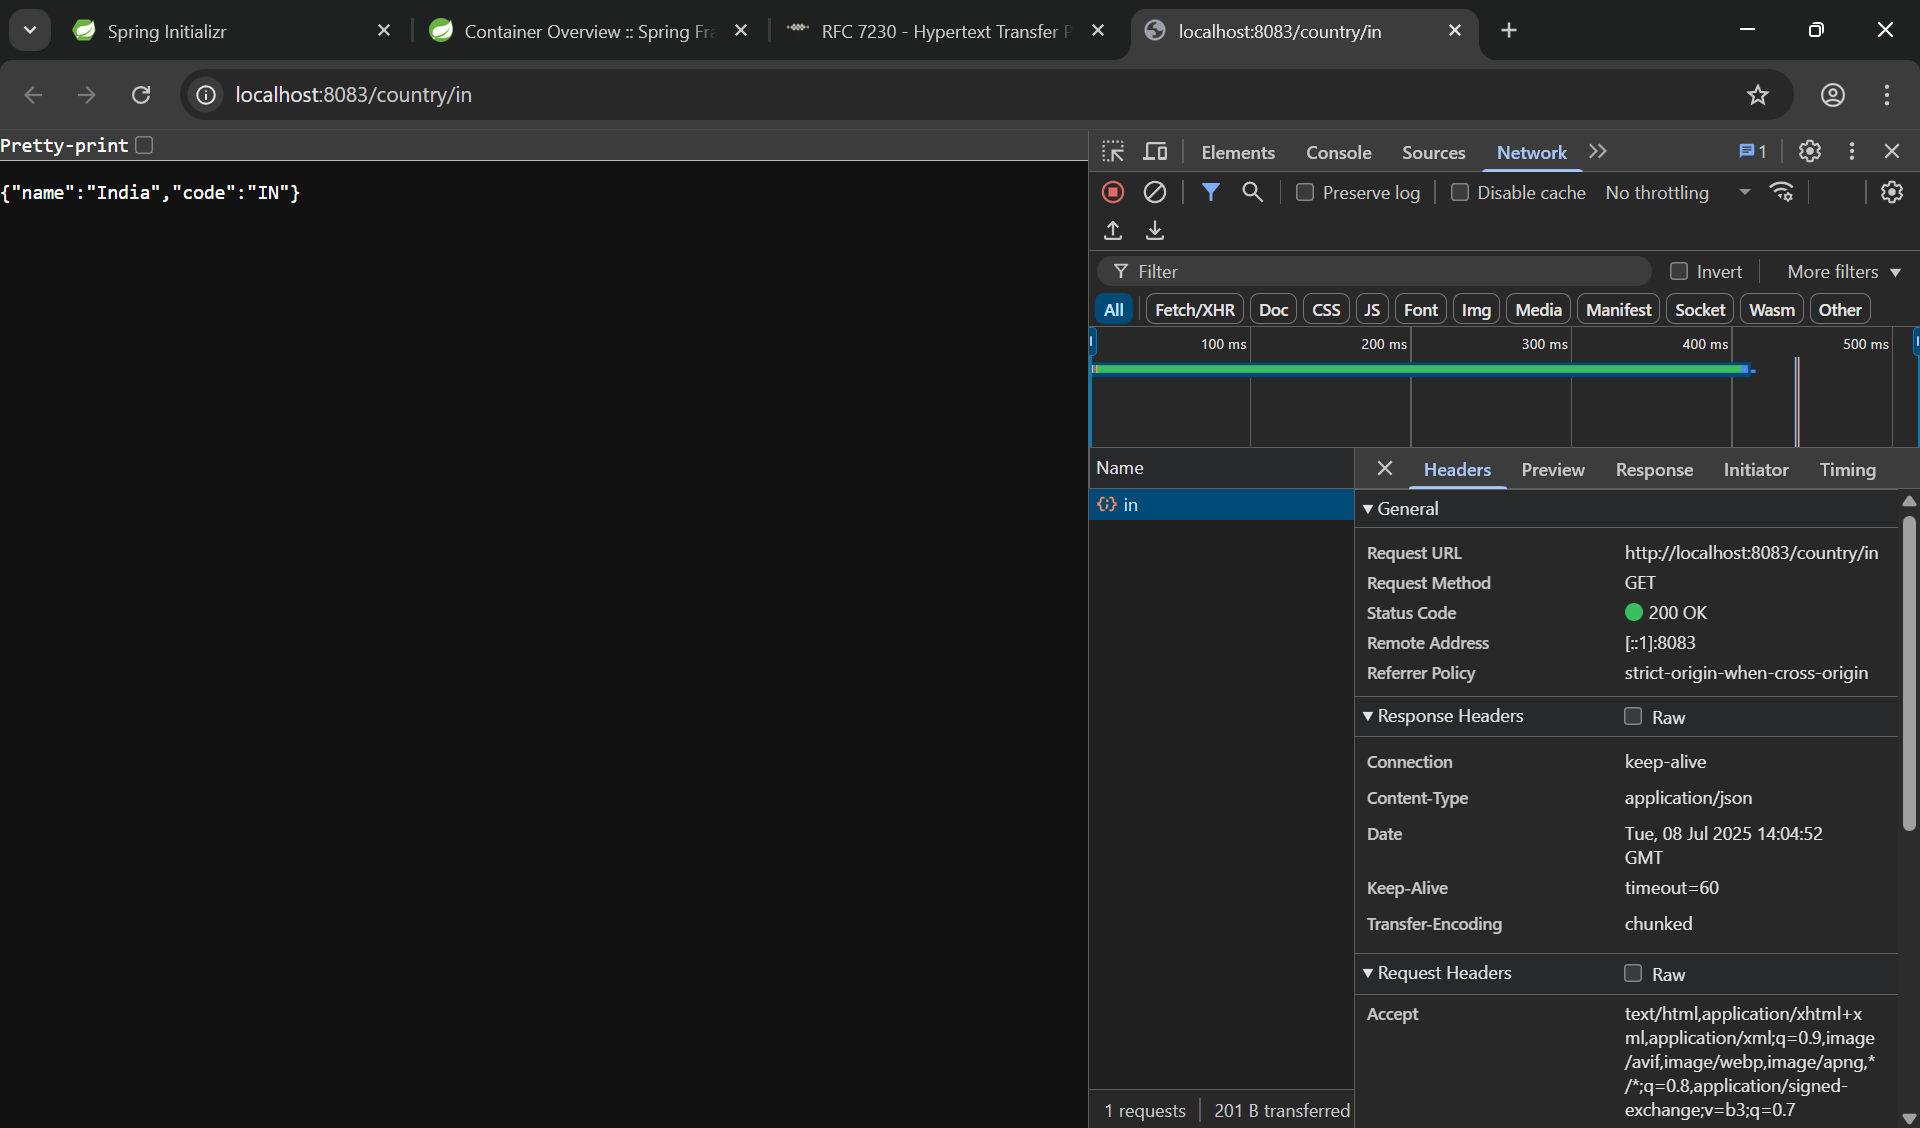 Spring Initializr
Container Overview :: Spring Fra
RFC 7230 - Hypertext Transfer P
localhost:8083/country/in
localhost:8083/country/in
Pretty-print
{"name":"India","code":"IN"}
Elements Console Sources Network 1
Preserve log Disable cache No throttling
Filter Invert More filters
All Fetch/XHR Doc CSS JS Font Img Media Manifest Socket Wasm Other
100 ms 200 ms 300 ms 400 ms 500 ms
Name
in
Headers Preview Response Initiator Timing
General
Request URL http://localhost:8083/country/in
Request Method GET
Status Code 200 OK
Remote Address [::1]:8083
Referrer Policy strict-origin-when-cross-origin
Response Headers Raw
Connection keep-alive
Content-Type application/json
Date Tue, 08 Jul 2025 14:04:52
GMT
Keep-Alive timeout=60
Transfer-Encoding chunked
Request Headers Raw
Accept text/html,application/xhtml+x
ml,application/xml;q=0.9,image
/avif,image/webp,image/apng,*
/*;q=0.8,application/signed-
exchange;v=b3;q=0.7
1 requests 201 B transferred